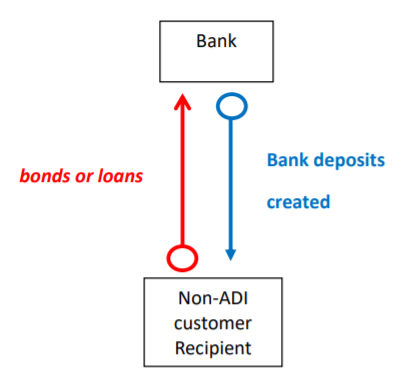 Bank
bonds or loans
Bank deposits
created
Non-ADI
customer
Recipient